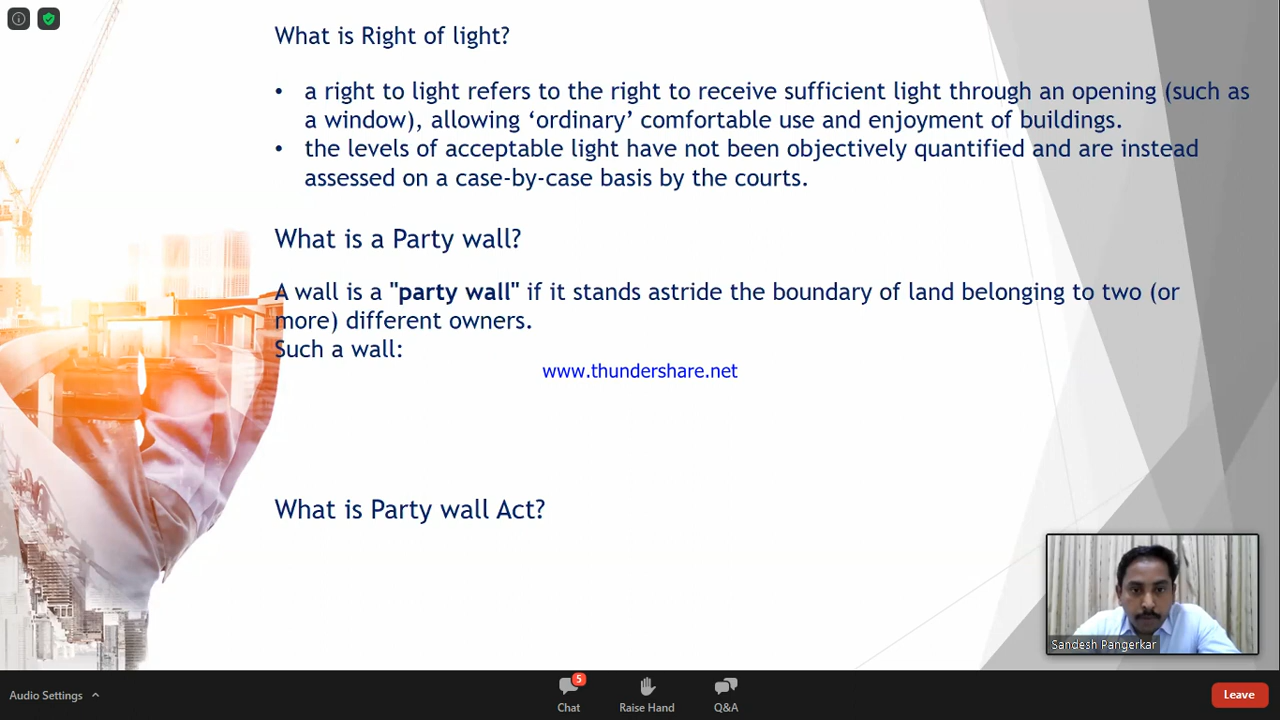 What is Right of light?
• a right to light refers to the right to receive sufficient light through an opening (such as
a window), allowing ‘ordinary’ comfortable use and enjoyment of buildings.
• the levels of acceptable light have not been objectively quantified and are instead
assessed on a case-by-case basis by the courts.
What is a Party wall?
A wall is a "party wall" if it stands astride the boundary of land belonging to two (or
more) different owners.
Such a wall:
www.thundershare.net
What is Party wall Act?
Sandesh Pangerkar
Audio Settings
5
Chat
Raise Hand
Q&A
Leave